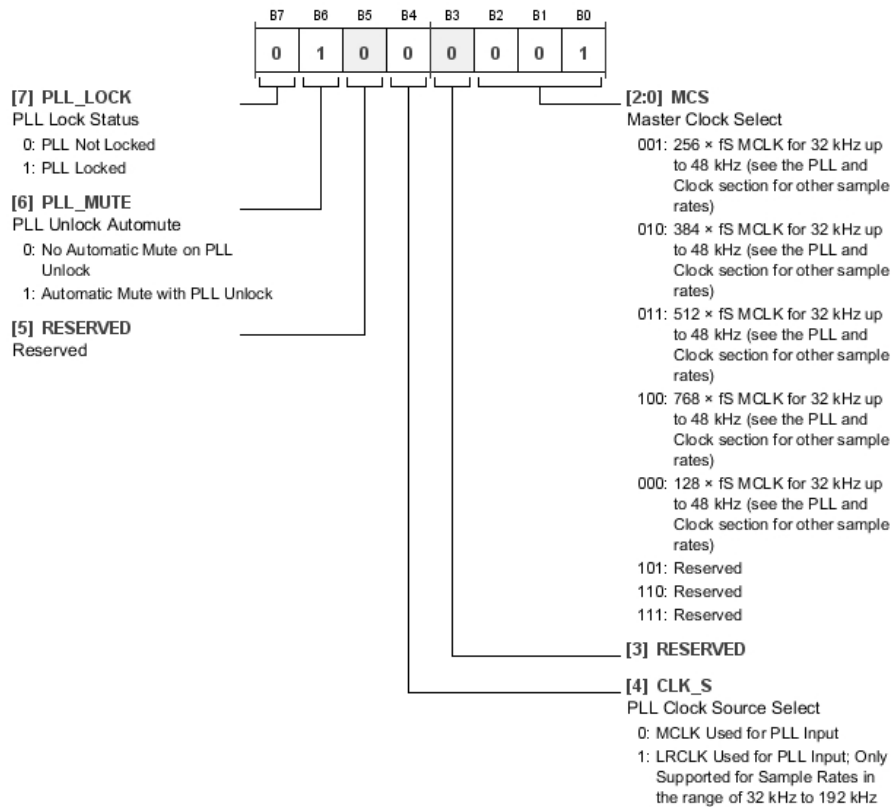 B7 B6 B5 B4 B3 B2 B1 B0
0 1 0 0 0 0 0 1
[7] PLL_LOCK
PLL Lock Status
0: PLL Not Locked
1: PLL Locked
[6] PLL_MUTE
PLL Unlock Automute
0: No Automatic Mute on PLL
Unlock
1: Automatic Mute with PLL Unlock
[5] RESERVED
Reserved
[2:0] MCS
Master Clock Select
001: 256 × fS MCLK for 32 kHz up
to 48 kHz (see the PLL and
Clock section for other sample
rates)
010: 384 × fS MCLK for 32 kHz up
to 48 kHz (see the PLL and
Clock section for other sample
rates)
011: 512 × fS MCLK for 32 kHz up
to 48 kHz (see the PLL and
Clock section for other sample
rates)
100: 768 × fS MCLK for 32 kHz up
to 48 kHz (see the PLL and
Clock section for other sample
rates)
000: 128 × fS MCLK for 32 kHz up
to 48 kHz (see the PLL and
Clock section for other sample
rates)
101: Reserved
110: Reserved
111: Reserved
[3] RESERVED
[4] CLK_S
PLL Clock Source Select
0: MCLK Used for PLL Input
1: LRCLK Used for PLL Input; Only
Supported for Sample Rates in
the range of 32 kHz to 192 kHz